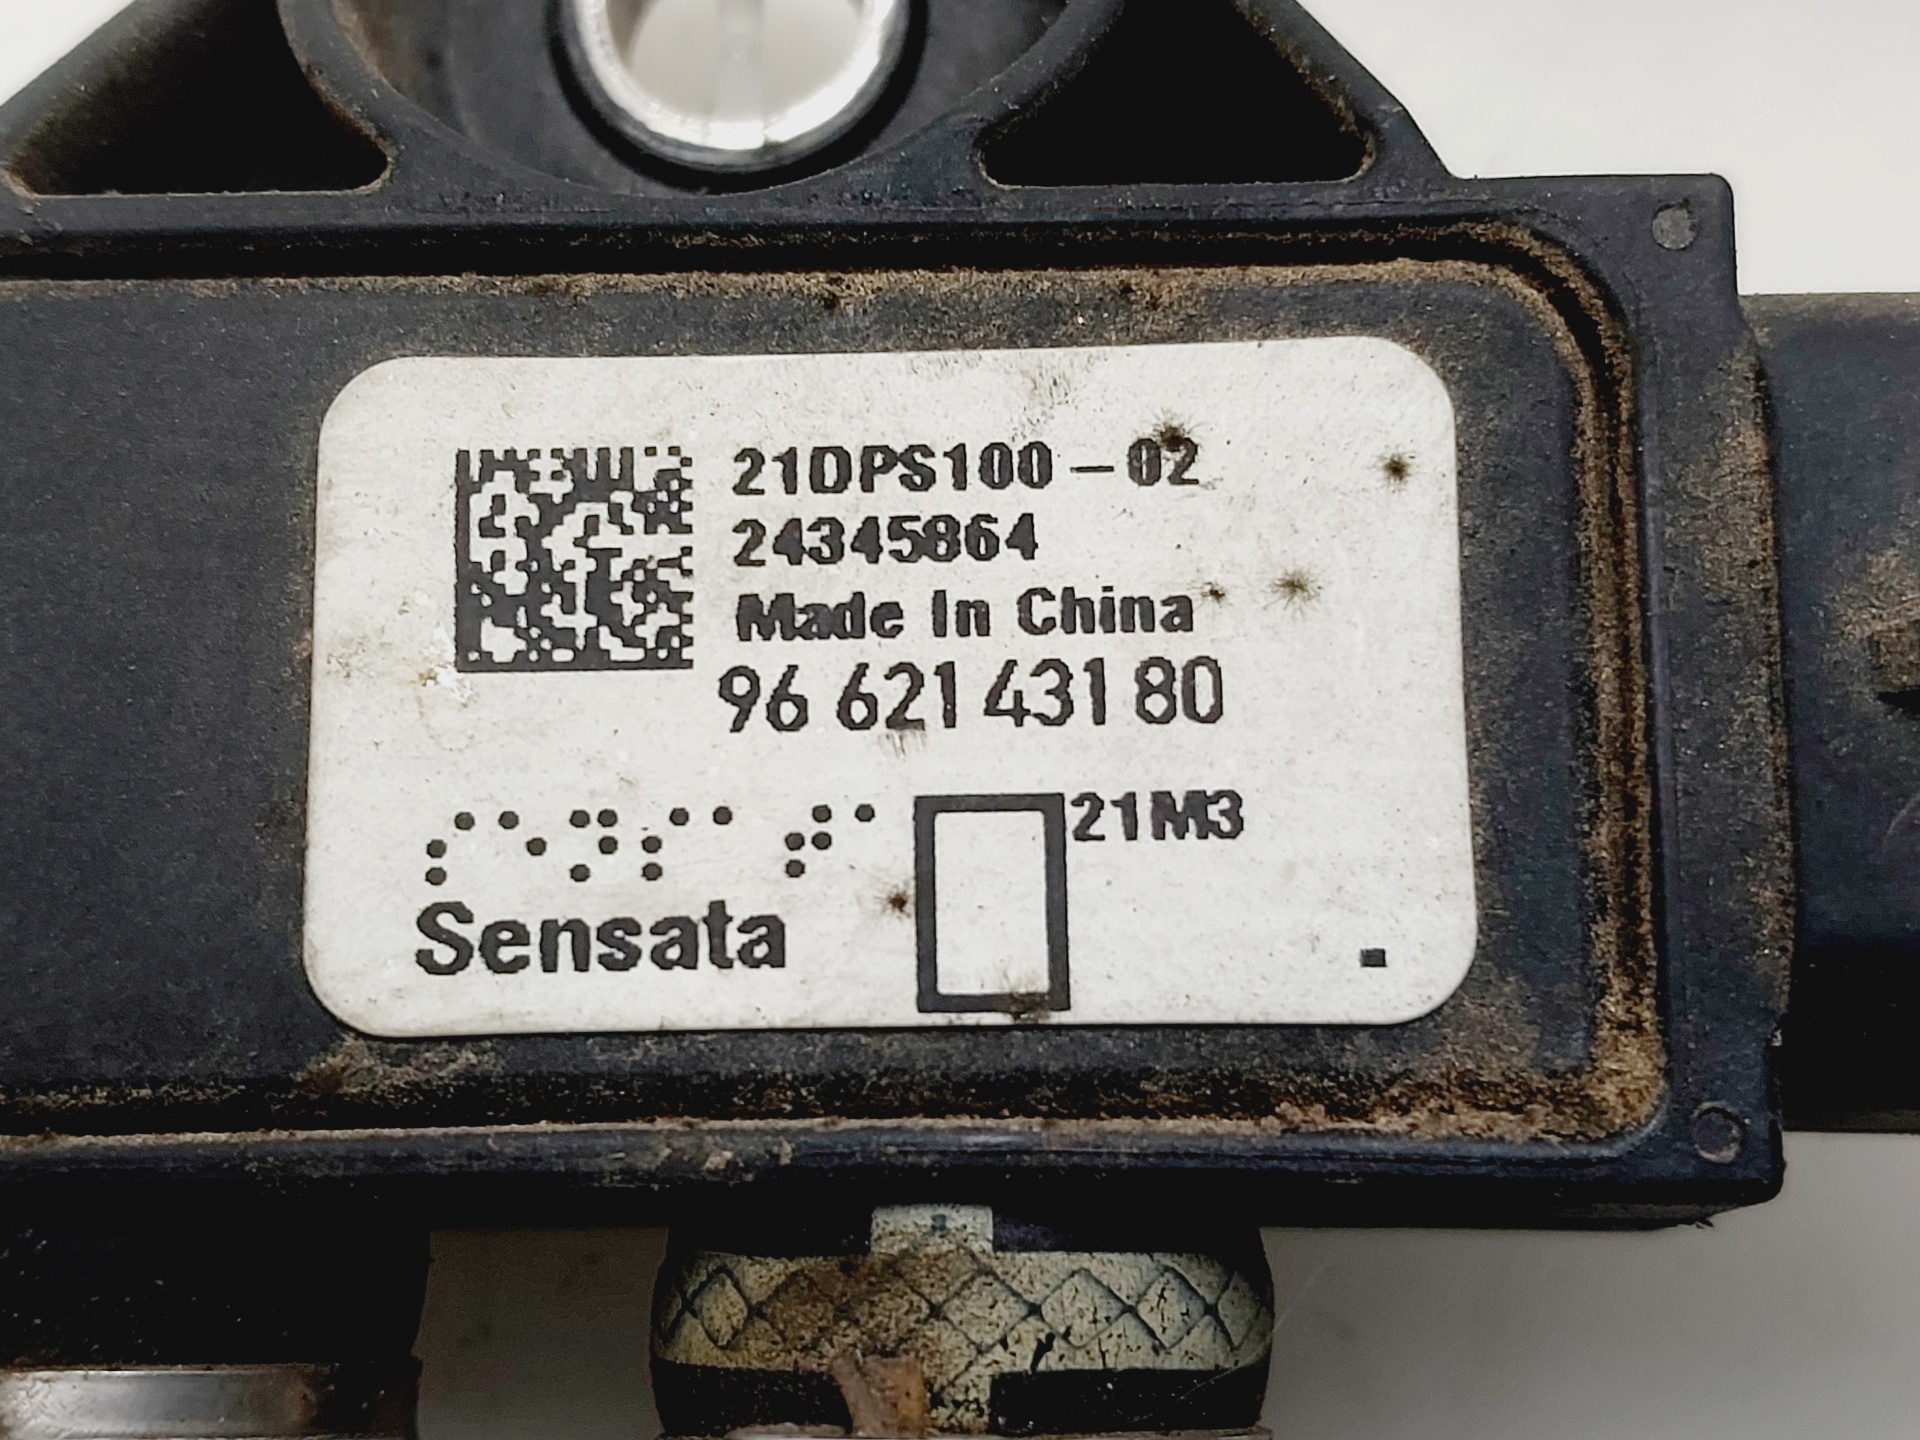 21DPS100-02
24345864
Made In China
96 621 431 80
21M3
Sensata